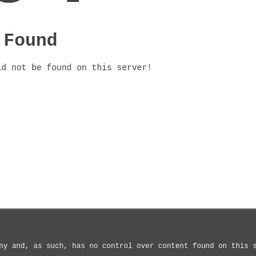 Found
d not be found on this server!
ny and, as such, has no control over content found on this s